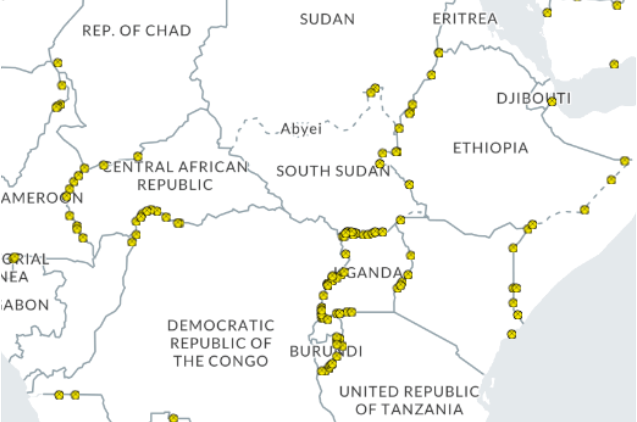 REP. OF CHAD
SUDAN
ERITREA
DJIBOUTI
Abyei
ETHIOPIA
CENTRAL AFRICAN
REPUBLIC
SOUTH SUDAN
AMEROON
ORIAL
NEA
GABON
UGANDA
DEMOCRATIC
REPUBLIC OF
THE CONGO
BURUNDI
UNITED REPUBLIC
OF TANZANIA